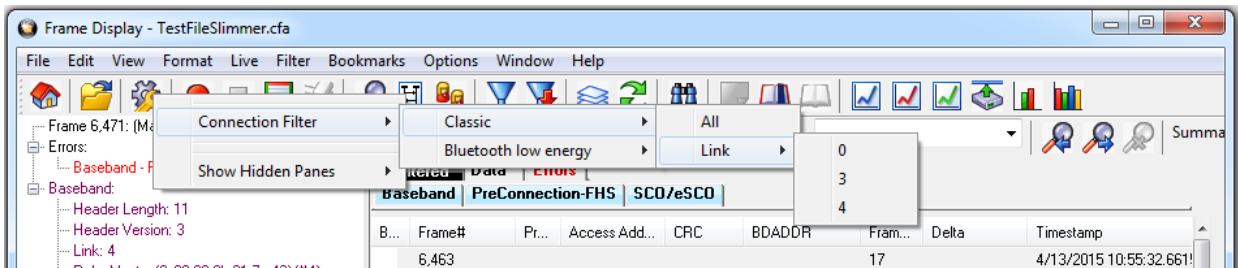 Frame Display - TestFileSlimmer.cfa
File Edit View Format Live Filter Bookmarks Options Window Help
Frame 6,471: (Ma
Connection Filter Classic All
Summa
Errors:
Bluetooth low energy Link 0
Baseband - F
Show Hidden Panes Data Errors 3
Baseband:
Baseband PreConnection-FHS SCO/eSCO 4
Header Length: 11
Header Version: 3
B... Frame# Pr... Access Add... CRC BDADDR Fram... Delta Timestamp
Link: 4
6,463 17 4/13/2015 10:55:32.661